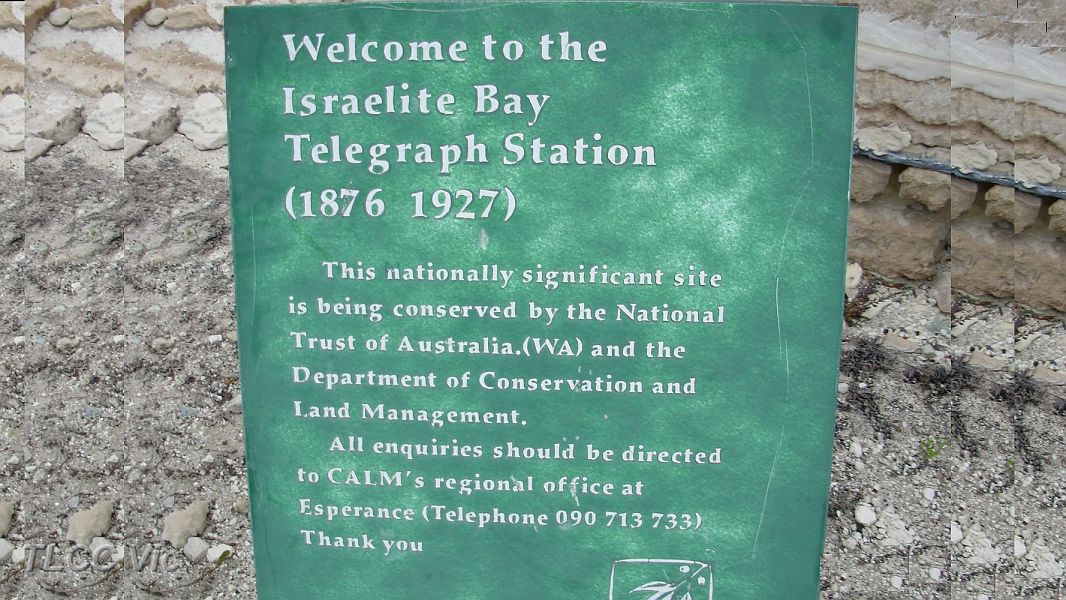 Welcome to the
Israelite Bay
Telegraph Station
(1876 1927)
This nationally significant site
is being conserved by the National
Trust of Australia.(WA) and the
Department of Conservation and
Land Management.
All enquiries should be directed
to CALM's regional office at
Esperance (Telephone 090 713 733)
Thank you
TLCC Vic